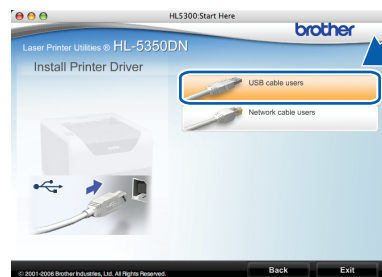 HL5300:Start Here
brother
Laser Printer Utilities ® HL-5350DN
Install Printer Driver
USB cable users
Network cable users
© 2001-2008 Brother Industries, Ltd. All Rights Reserved.
Back
Exit